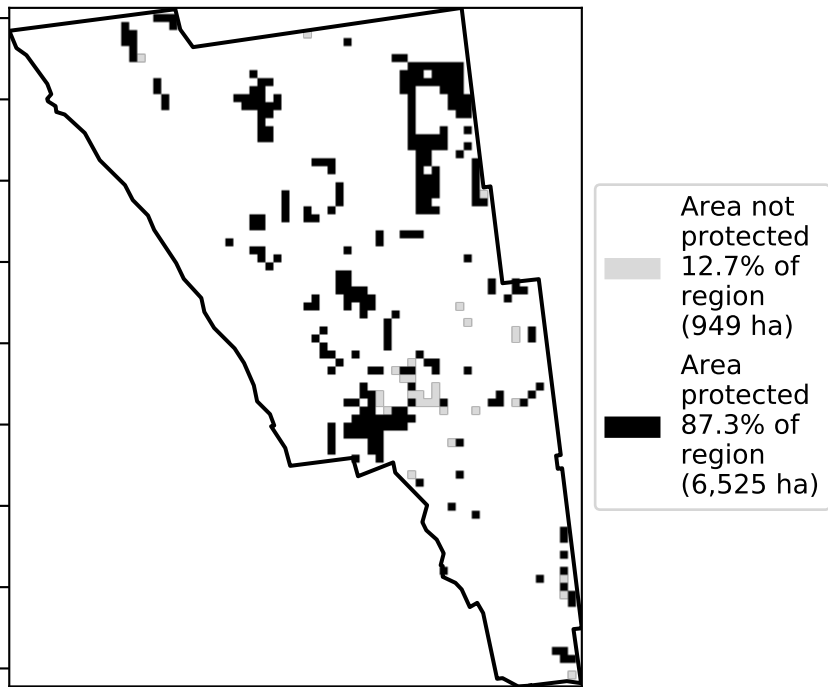 Area not
protected
12.7% of
region
(949 ha)
Area
protected
87.3% of
region
(6,525 ha)